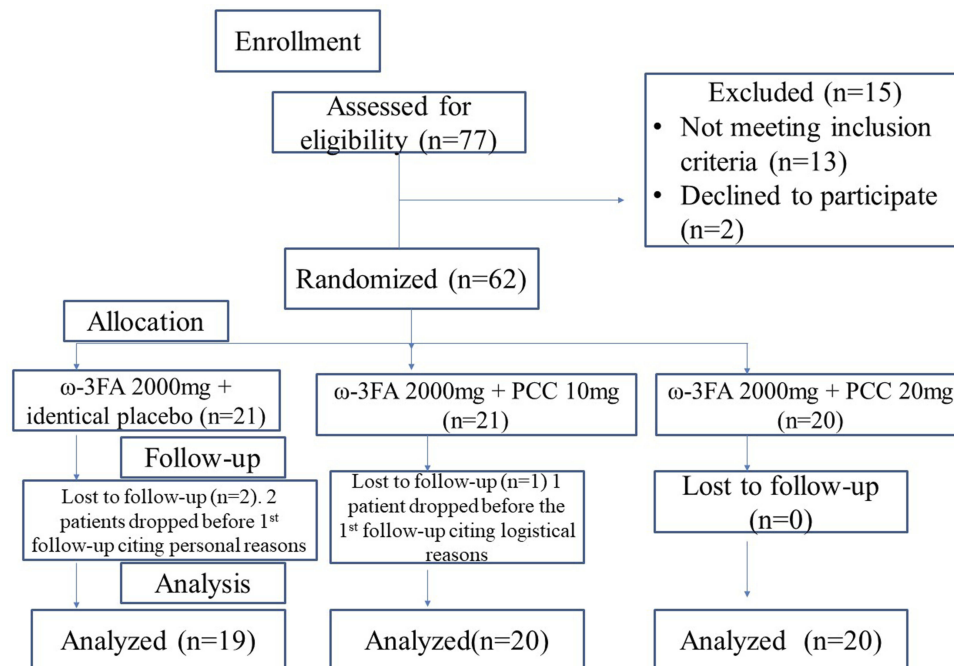 Enrollment
Assessed for
eligibility (n=77)
Excluded (n=15)
• Not meeting inclusion
criteria (n=13)
• Declined to participate
(n=2)
Randomized (n=62)
Allocation
ω-3FA 2000mg +
identical placebo (n=21)
ω-3FA 2000mg + PCC 10mg
(n=21)
ω-3FA 2000mg + PCC 20mg
(n=20)
Follow-up
Lost to follow-up (n=2). 2
patients dropped before 1st
follow-up citing personal reasons
Lost to follow-up (n=1) 1
patient dropped before the
1st follow-up citing logistical
reasons
Lost to follow-up
(n=0)
Analysis
Analyzed (n=19)
Analyzed(n=20)
Analyzed (n=20)